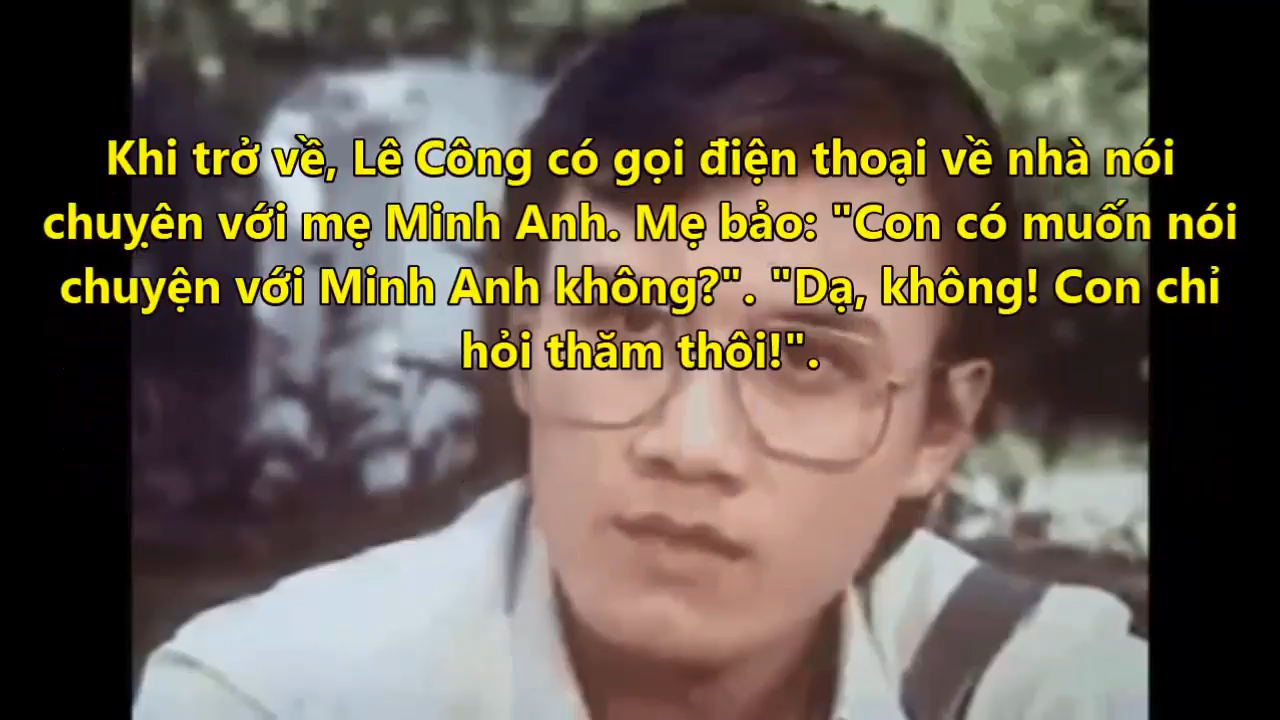 Khi trở về, Lê Công có gọi điện thoại về nhà nói
chuyện với mẹ Minh Anh. Mẹ bảo: "Con có muốn nói
chuyện với Minh Anh không?". "Dạ, không! Con chỉ
hỏi thăm thôi!".